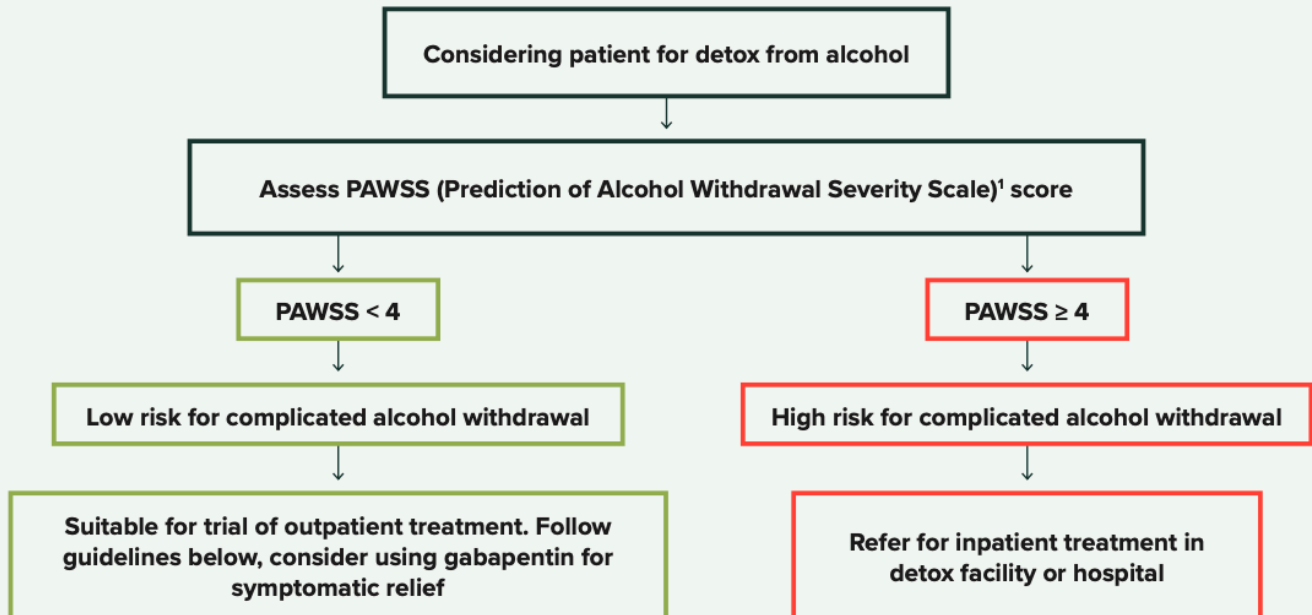 Considering patient for detox from alcohol
Assess PAWSS (Prediction of Alcohol Withdrawal Severity Scale)¹ score
PAWSS < 4
PAWSS ≥ 4
Low risk for complicated alcohol withdrawal
High risk for complicated alcohol withdrawal
Suitable for trial of outpatient treatment. Follow
guidelines below, consider using gabapentin for
symptomatic relief
Refer for inpatient treatment in
detox facility or hospital